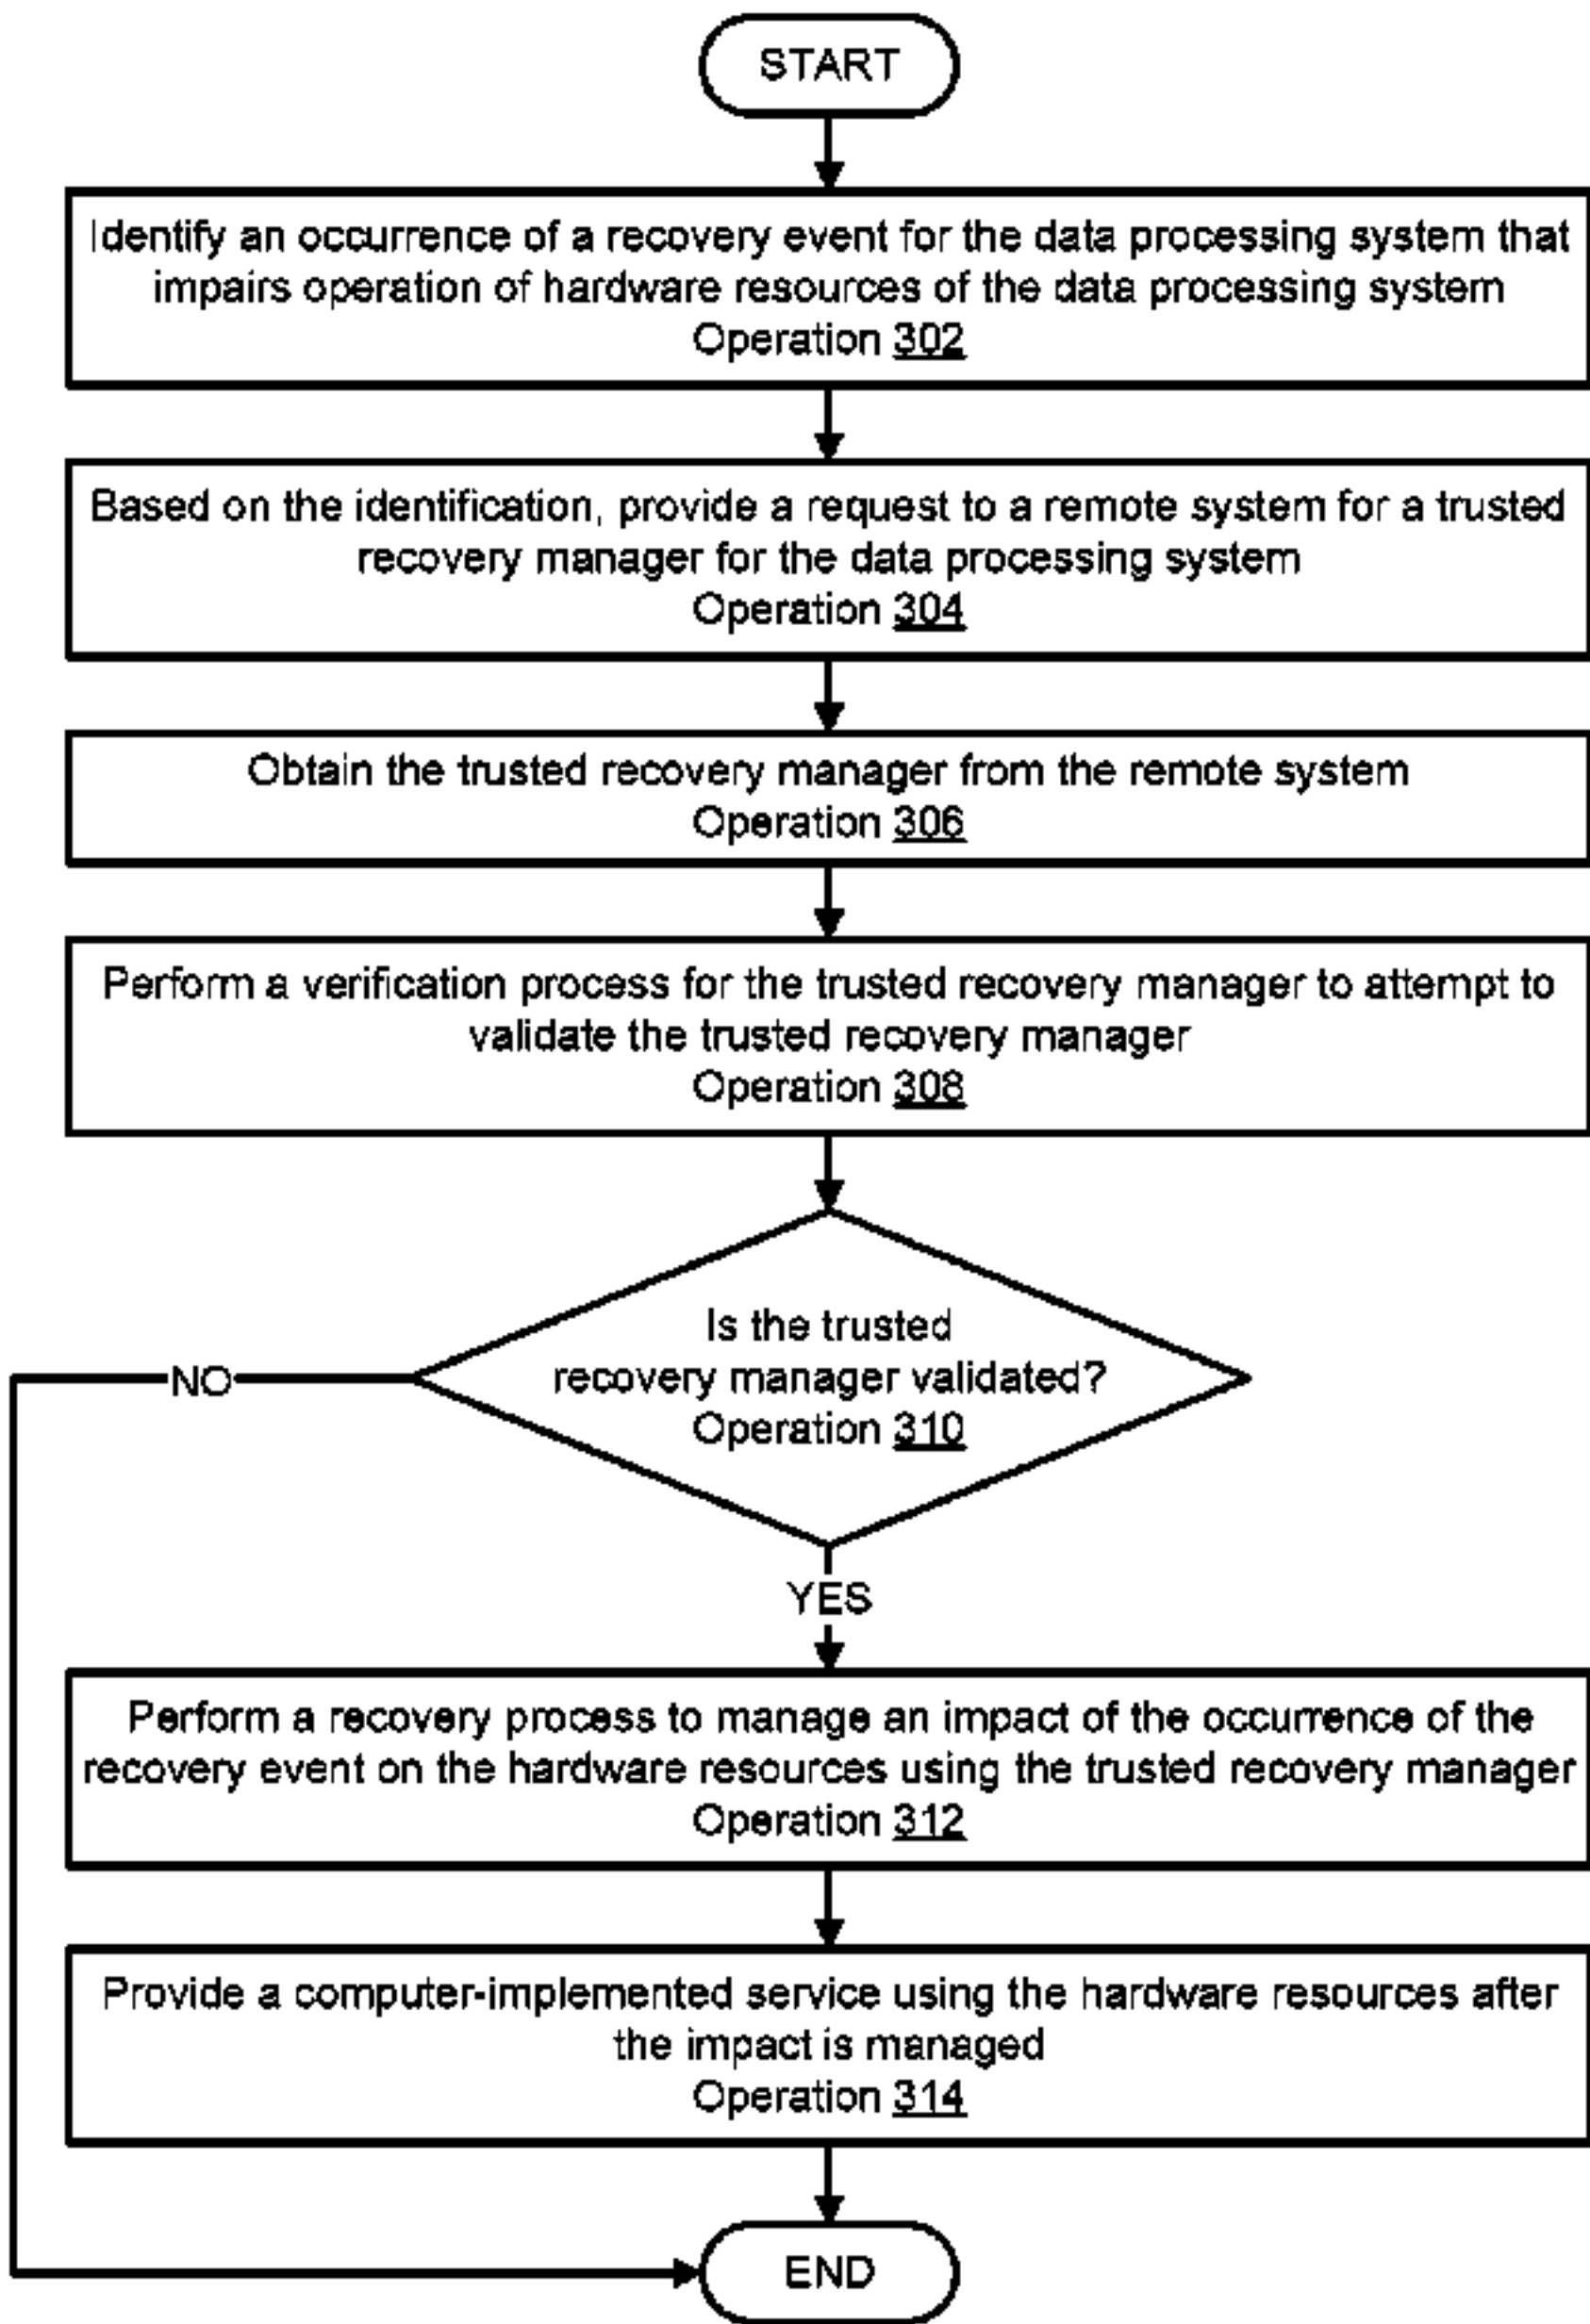 START
Identify an occurrence of a recovery event for the data processing system that
impairs operation of hardware resources of the data processing system
Operation 302
Based on the identification, provide a request to a remote system for a trusted
recovery manager for the data processing system
Operation 304
Obtain the trusted recovery manager from the remote system
Operation 306
Perform a verification process for the trusted recovery manager to attempt to
validate the trusted recovery manager
Operation 308
Is the trusted
recovery manager validated?
Operation 310
NO
YES
Perform a recovery process to manage an impact of the occurrence of the
recovery event on the hardware resources using the trusted recovery manager
Operation 312
Provide a computer-implemented service using the hardware resources after
the impact is managed
Operation 314
END